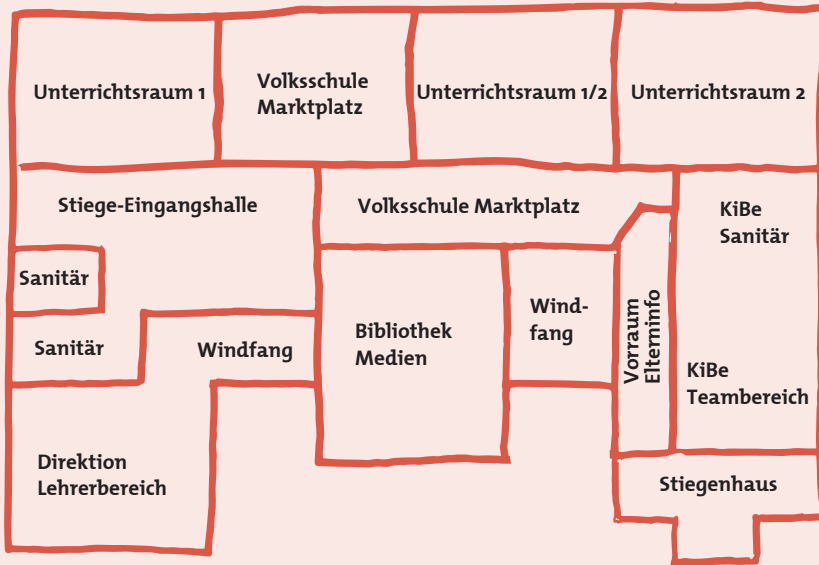 Unterrichtsraum 1
Volksschule
Marktplatz
Unterrichtsraum 1/2
Unterrichtsraum 2
Stiege-Eingangshalle
Volksschule Marktplatz
KiBe
Sanitär
Sanitär
Sanitär
Windfang
Bibliothek
Medien
Wind-
fang
Vorraum
Elterninfo
KiBe
Teambereich
Direktion
Lehrerbereich
Stiegenhaus